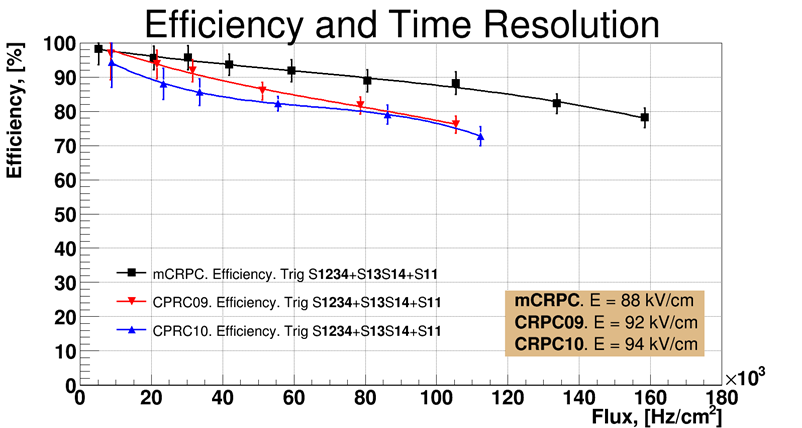 Efficiency and Time Resolution
Efficiency, [%]
100
90
80
70
60
50
40
30
20
10
0
mCRPC. Efficiency. Trig S1234+S13S14+S11
CPRC09. Efficiency. Trig S1234+S13S14+S11
CPRC10. Efficiency. Trig S1234+S13S14+S11
mCRPC. E = 88 kV/cm
CRPC09. E = 92 kV/cm
CRPC10. E = 94 kV/cm
0 20 40 60 80 100 120 140 160 180
×10³
Flux, [Hz/cm²]